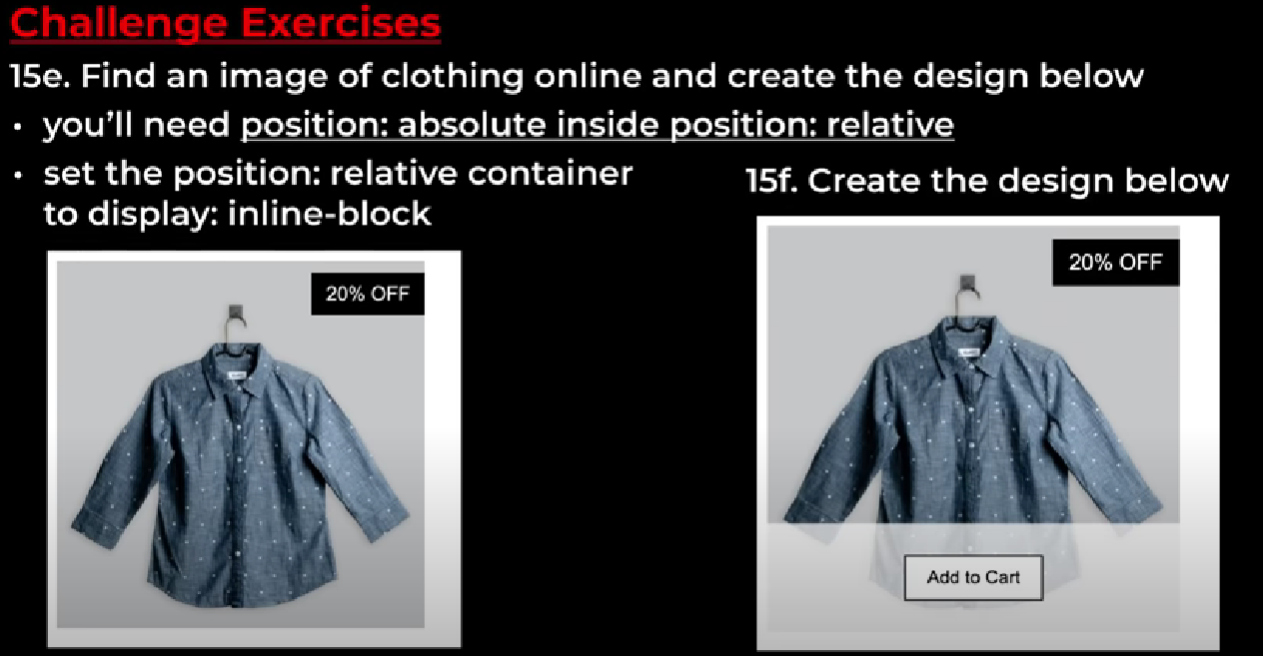 Challenge Exercises
15e. Find an image of clothing online and create the design below
• you’ll need position: absolute inside position: relative
• set the position: relative container
to display: inline-block
15f. Create the design below
20% OFF
20% OFF
Add to Cart